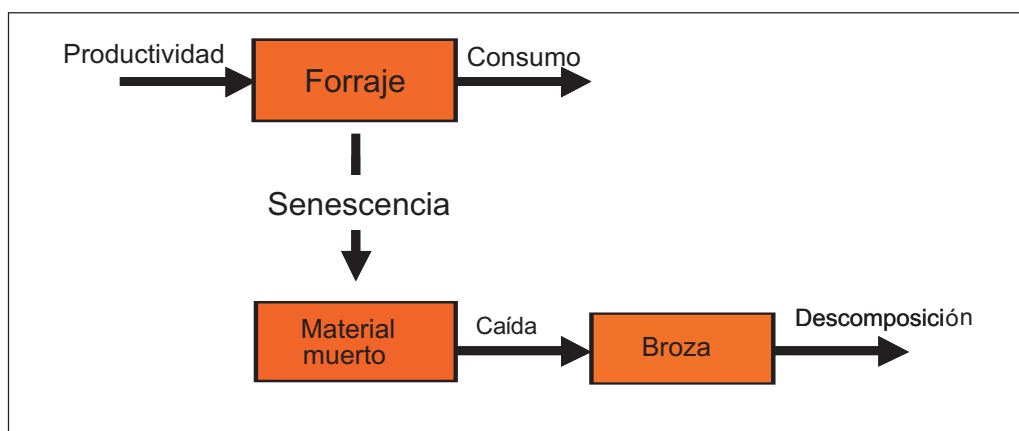 Productividad
Forraje
Consumo
Senescencia
Material
muerto
Caída
Broza
Descomposición